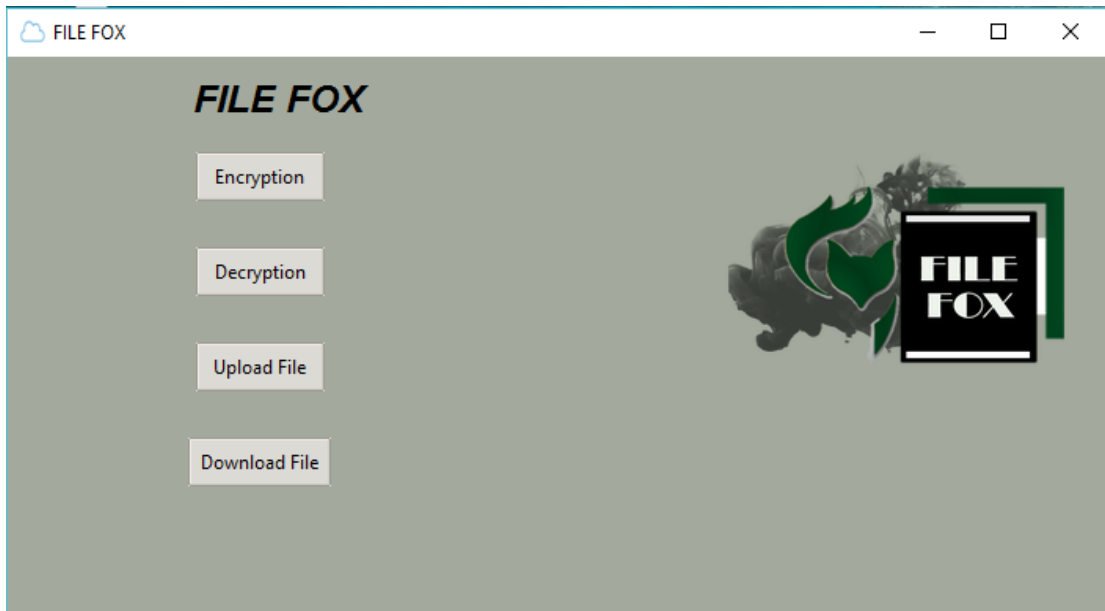 FILE FOX
FILE FOX
Encryption
Decryption
Upload File
Download File
FILE
FOX